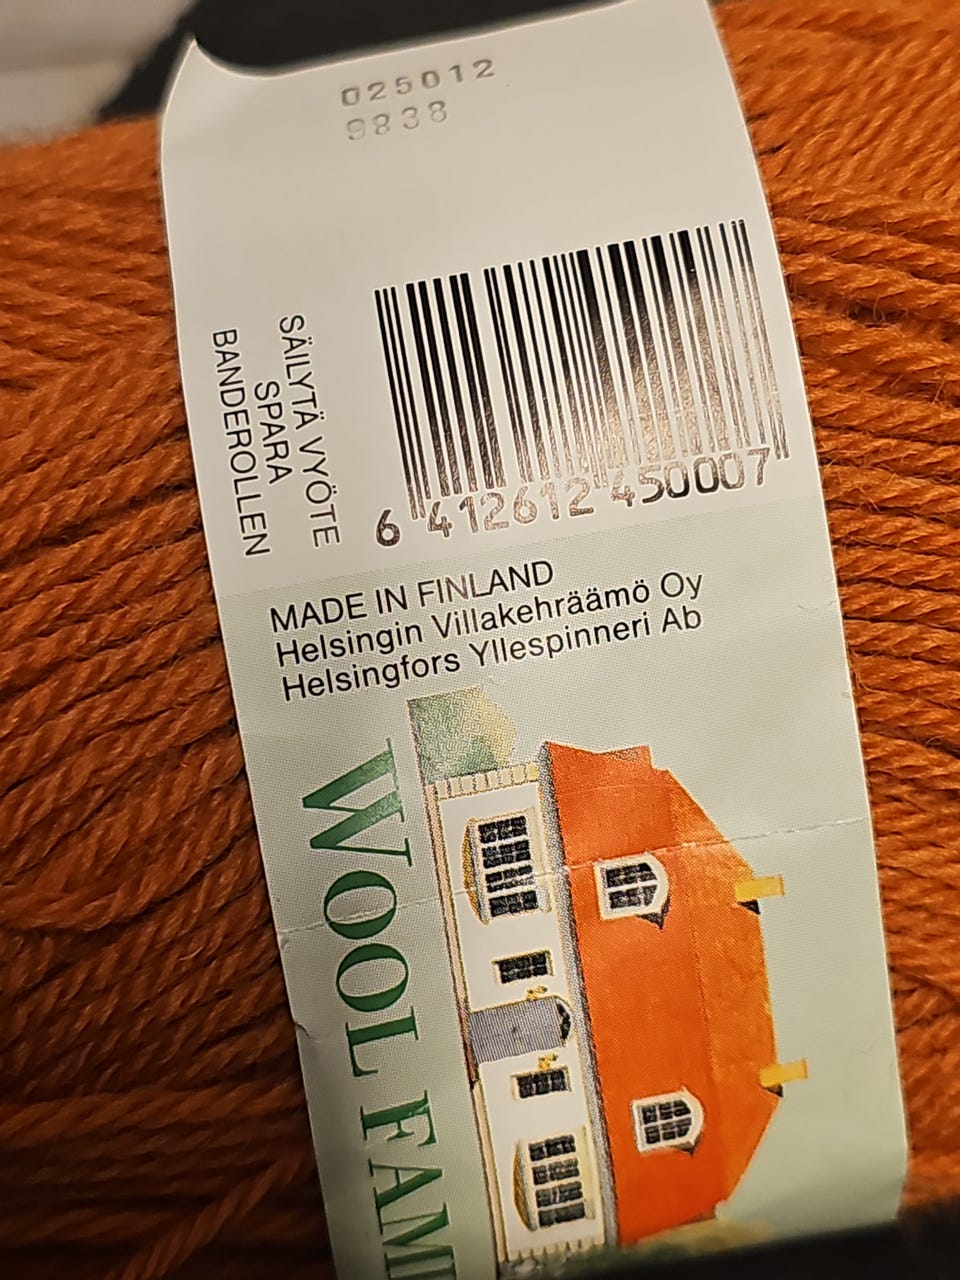 025012
9838
6 412612 450007
SÄILYTÄ VYÖTE
SPARA
BANDEROLLEN
MADE IN FINLAND
Helsingin Villakehräämö Oy
Helsingfors Yllespinneri Ab
WOOL FAM